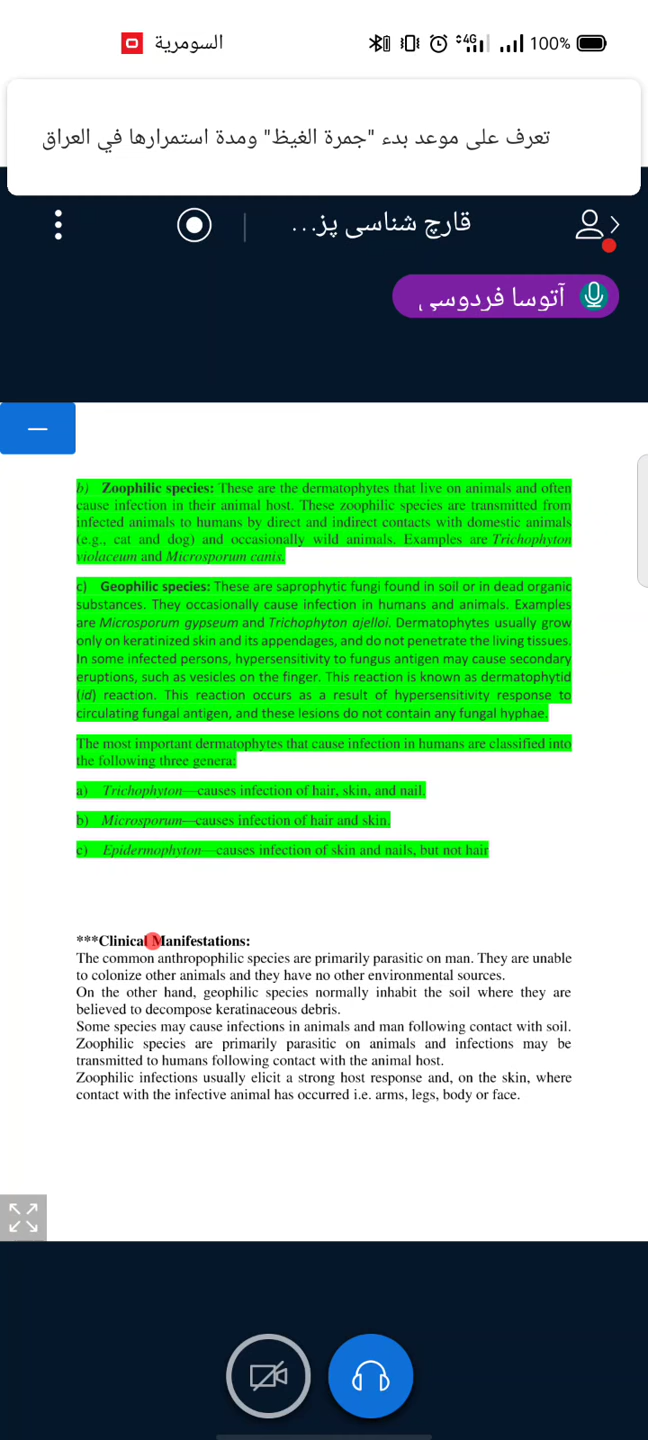 السومرية
100%
4G
تعرف على موعد بدء "جمرة الغيظ" ومدة استمرارها في العراق
قارچ شناسی پز...
آتوسا فردوسی
b) Zoophilic species: These are the dermatophytes that live on animals and often
cause infection in their animal host. These zoophilic species are transmitted from
infected animals to humans by direct and indirect contacts with domestic animals
(e.g., cat and dog) and occasionally wild animals. Examples are Trichophyton
violaceum and Microsporum canis.
c) Geophilic species: These are saprophytic fungi found in soil or in dead organic
substances. They occasionally cause infection in humans and animals. Examples
are Microsporum gypseum and Trichophyton ajelloi. Dermatophytes usually grow
only on keratinized skin and its appendages, and do not penetrate the living tissues.
In some infected persons, hypersensitivity to fungus antigen may cause secondary
eruptions, such as vesicles on the finger. This reaction is known as dermatophytid
(id) reaction. This reaction occurs as a result of hypersensitivity response to
circulating fungal antigen, and these lesions do not contain any fungal hyphae.
The most important dermatophytes that cause infection in humans are classified into
the following three genera:
a) Trichophyton—causes infection of hair, skin, and nail.
b) Microsporum—causes infection of hair and skin.
c) Epidermophyton—causes infection of skin and nails, but not hair
***Clinical Manifestations:
The common anthropophilic species are primarily parasitic on man. They are unable
to colonize other animals and they have no other environmental sources.
On the other hand, geophilic species normally inhabit the soil where they are
believed to decompose keratinaceous debris.
Some species may cause infections in animals and man following contact with soil.
Zoophilic species are primarily parasitic on animals and infections may be
transmitted to humans following contact with the animal host.
Zoophilic infections usually elicit a strong host response and, on the skin, where
contact with the infective animal has occurred i.e. arms, legs, body or face.